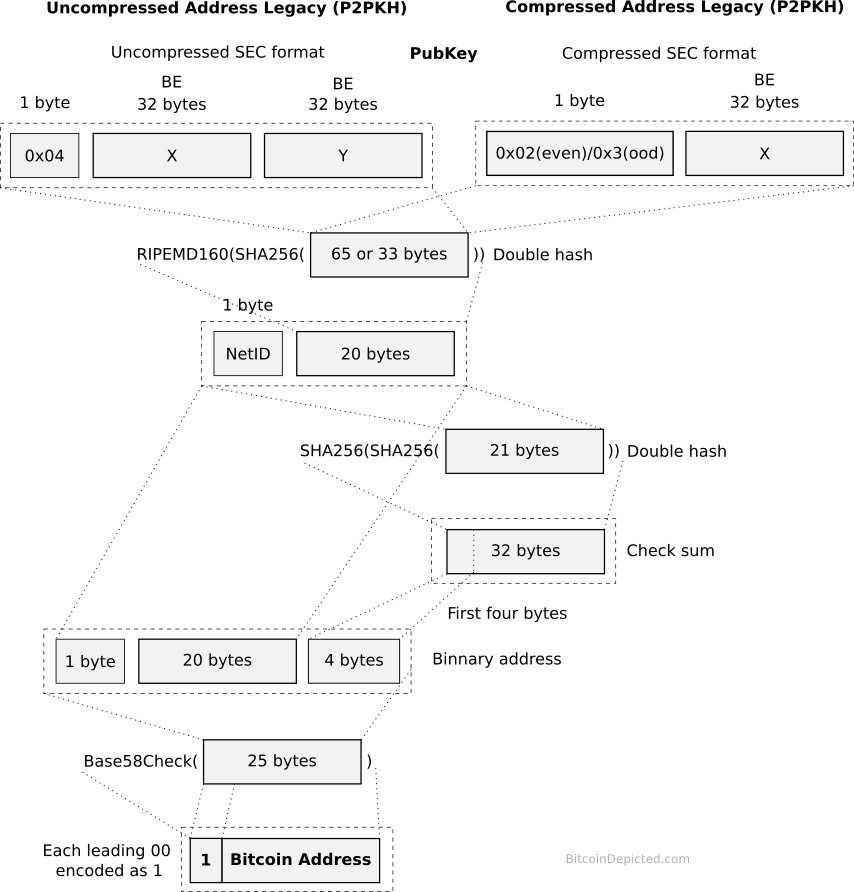 Uncompressed Address Legacy (P2PKH)
Compressed Address Legacy (P2PKH)
Uncompressed SEC format
PubKey
Compressed SEC format
1 byte
BE
32 bytes
BE
32 bytes
1 byte
BE
32 bytes
0x04
X
Y
0x02(even)/0x3(ood)
X
RIPEMD160(SHA256(
65 or 33 bytes
))
Double hash
1 byte
NetID
20 bytes
SHA256(SHA256(
21 bytes
))
Double hash
32 bytes
Check sum
First four bytes
1 byte
20 bytes
4 bytes
Binnary address
Base58Check(
25 bytes
)
Each leading 00
encoded as 1
1
Bitcoin Address
BitcoinDepicted.com